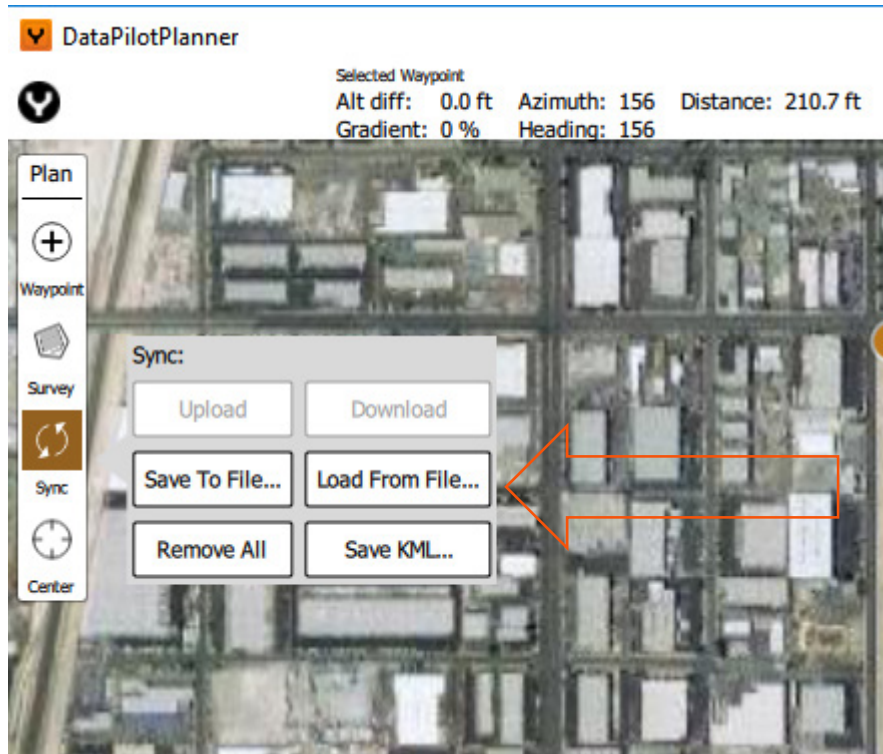 DataPilotPlanner
Selected Waypoint
Alt diff: 0.0 ft Azimuth: 156 Distance: 210.7 ft
Gradient: 0 % Heading: 156
Plan
Waypoint
Survey
Sync
Center
Sync:
Upload Download
Save To File... Load From File...
Remove All Save KML...